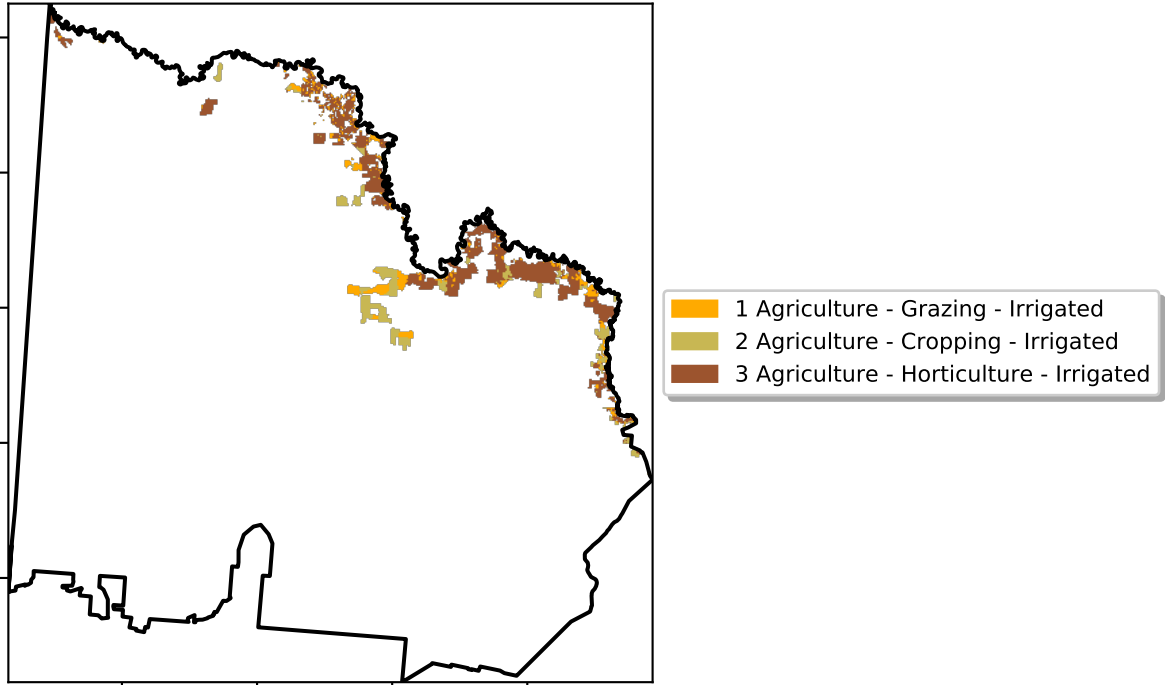 1 Agriculture - Grazing - Irrigated
2 Agriculture - Cropping - Irrigated
3 Agriculture - Horticulture - Irrigated